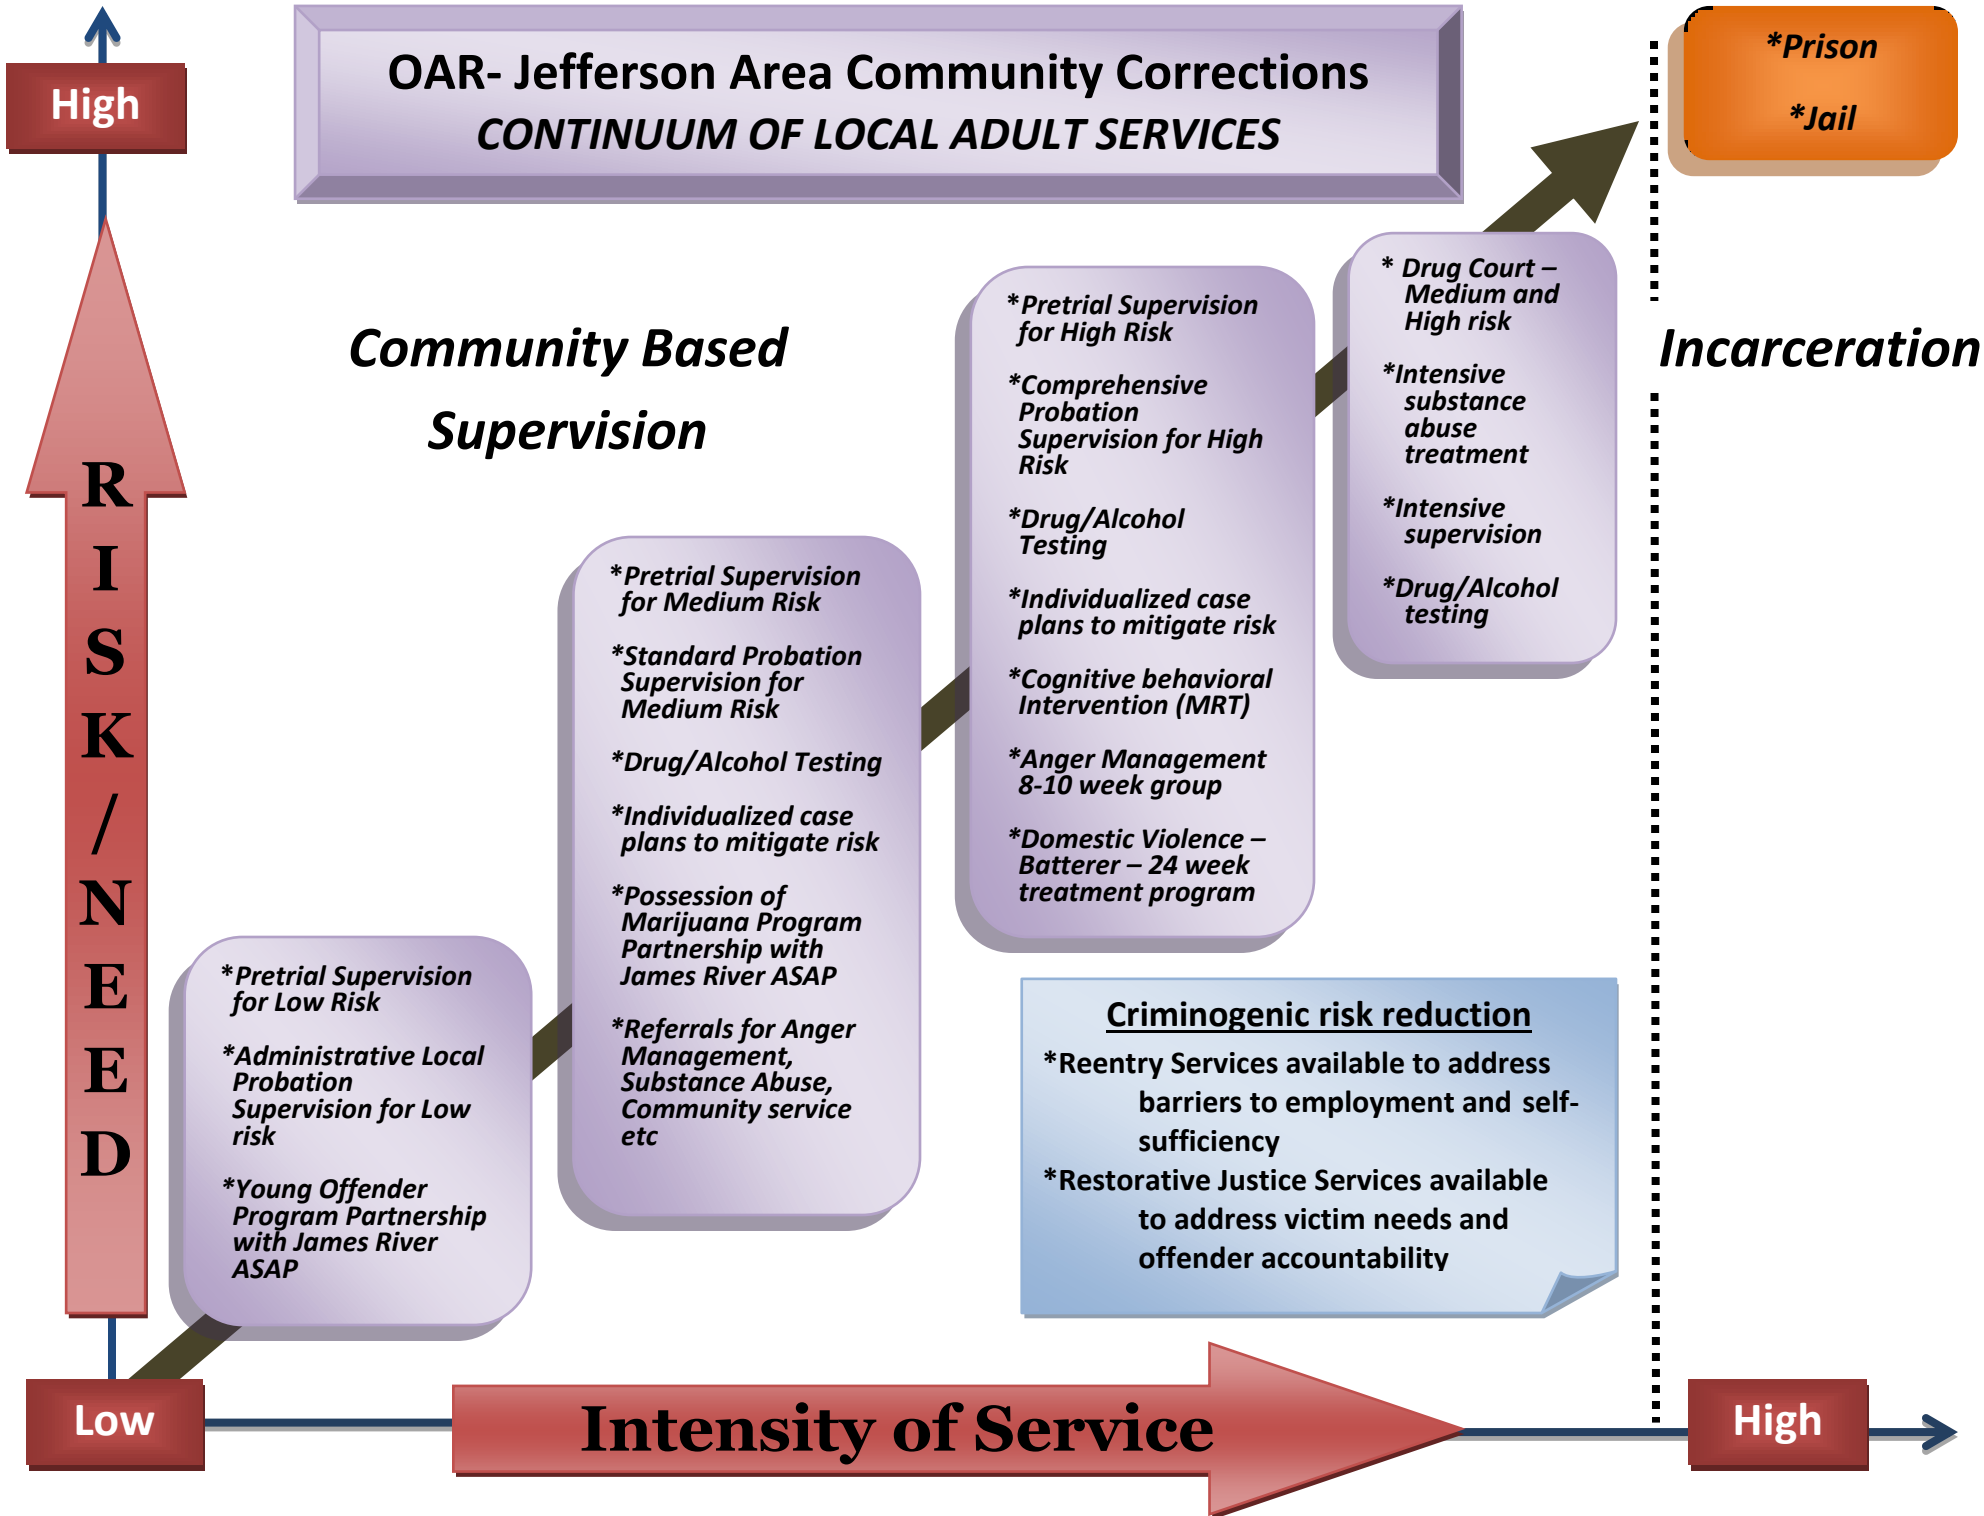 OAR- Jefferson Area Community Corrections
CONTINUUM OF LOCAL ADULT SERVICES
High
*Prison
*Jail
Community Based
Supervision
Incarceration
RISK/NEED
*Pretrial Supervision
for Low Risk
*Administrative Local
Probation
Supervision for Low
risk
*Young Offender
Program Partnership
with James River
ASAP
*Pretrial Supervision
for Medium Risk
*Standard Probation
Supervision for
Medium Risk
*Drug/Alcohol Testing
*Individualized case
plans to mitigate risk
*Possession of
Marijuana Program
Partnership with
James River ASAP
*Referrals for Anger
Management,
Substance Abuse,
Community service
etc
*Pretrial Supervision
for High Risk
*Comprehensive
Probation
Supervision for High
Risk
*Drug/Alcohol
Testing
*Individualized case
plans to mitigate risk
*Cognitive behavioral
Intervention (MRT)
*Anger Management
8-10 week group
*Domestic Violence –
Batterer – 24 week
treatment program
* Drug Court –
Medium and
High risk
*Intensive
substance
abuse
treatment
*Intensive
supervision
*Drug/Alcohol
testing
Criminogenic risk reduction
*Reentry Services available to address
barriers to employment and self-
sufficiency
*Restorative Justice Services available
to address victim needs and
offender accountability
Low
Intensity of Service
High